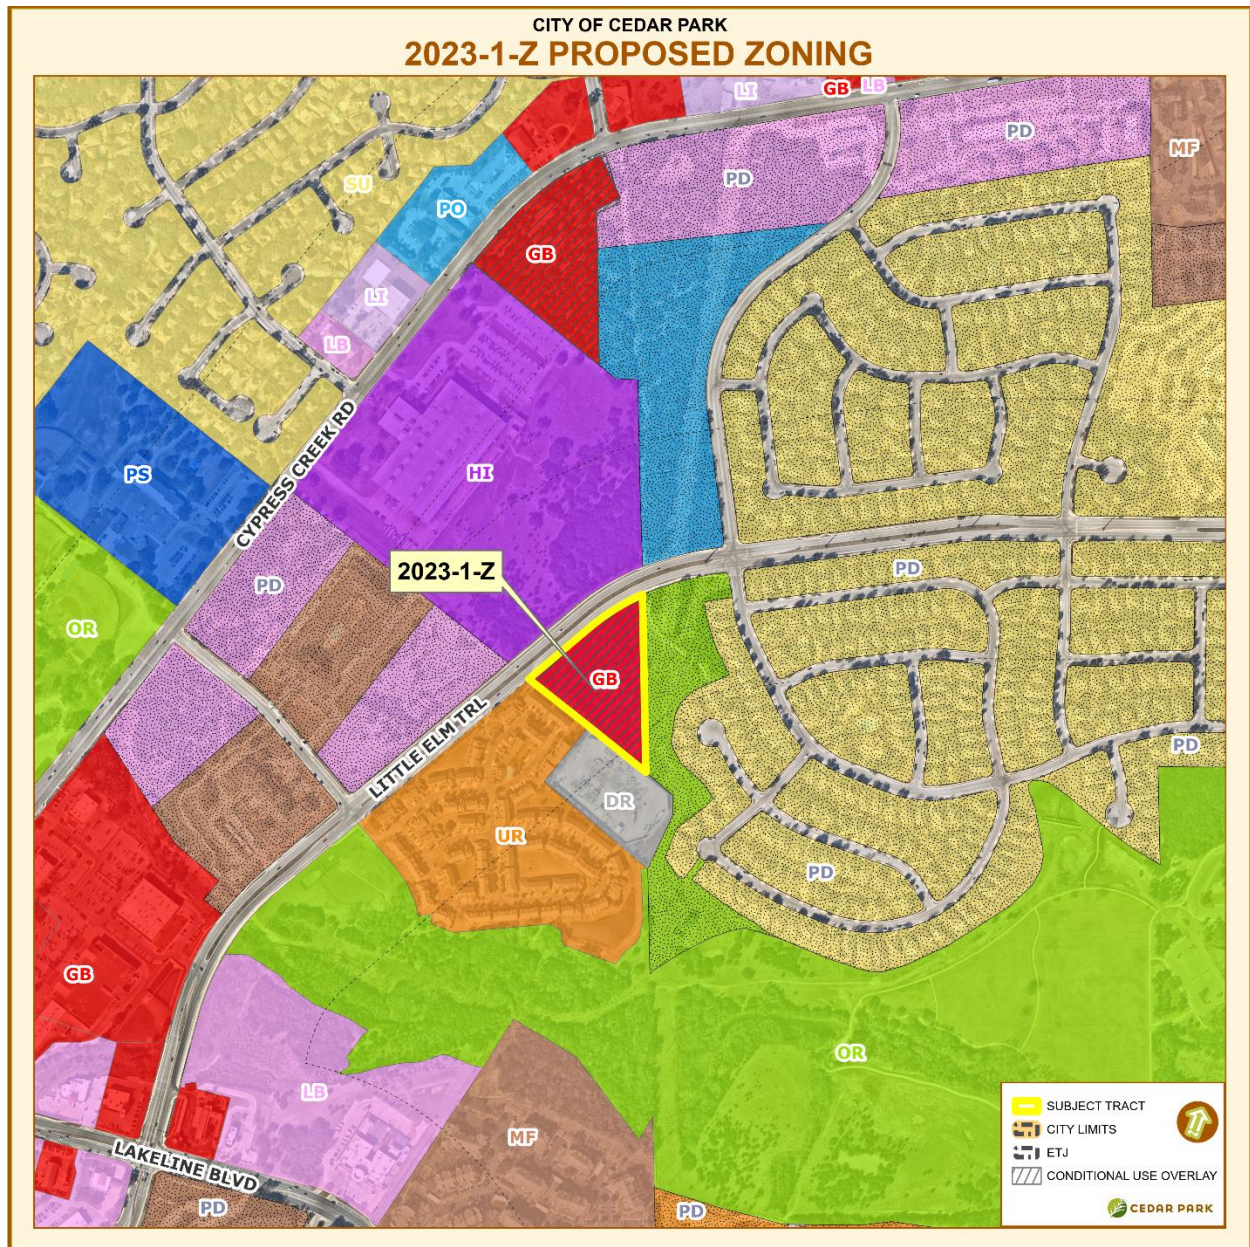 CITY OF CEDAR PARK
2023-1-Z PROPOSED ZONING
LI
GB
LB
PD
PD
MF
SU
PO
GB
LI
LB
PS
HI
CYPRESS CREEK RD
2023-1-Z
PD
PD
OR
GB
LITTLE ELM TRL
PD
DR
UR
PD
GB
OR
LB
MF
LAKELINE BLVD
PD
PD
SUBJECT TRACT
CITY LIMITS
ETJ
CONDITIONAL USE OVERLAY
CEDAR PARK